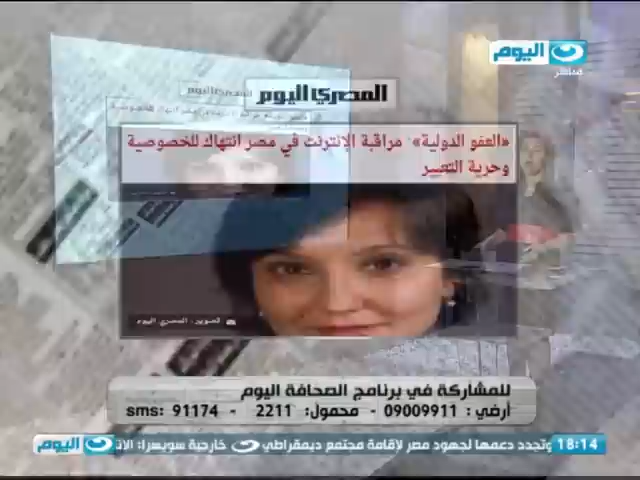 اليوم
مباشر
المصري اليوم
«العفو الدولية»: مراقبة الإنترنت في مصر انتهاك للخصوصية
وحرية التعبير
تصوير: المصري اليوم
للمشاركة في برنامج الصحافة اليوم
أرضي: 09009911 - محمول: 2211 - sms: 91174
18:14 وتجدد دعمها لجهود مصر لإقامة مجتمع ديمقراطي خارجية سويسرا: الإن اليوم